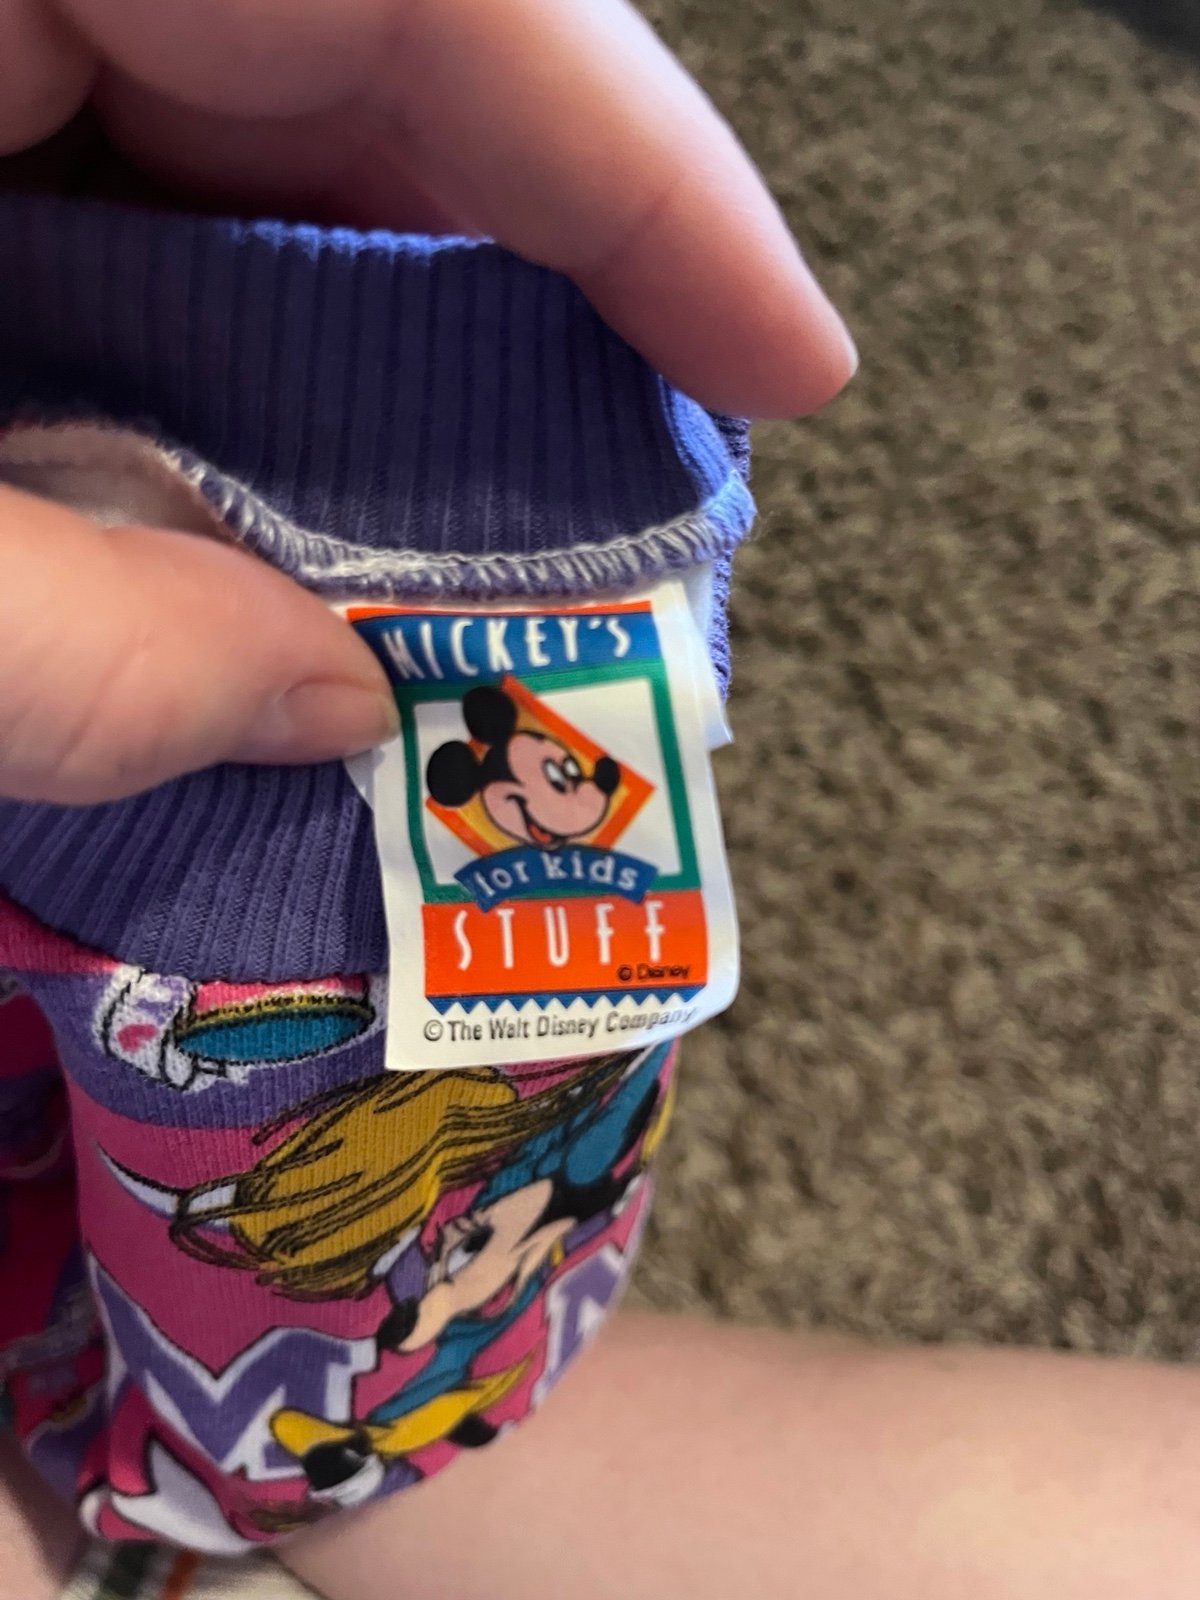 MICKEY'S
for kids
STUFF
© Disney
© The Walt Disney Company
M